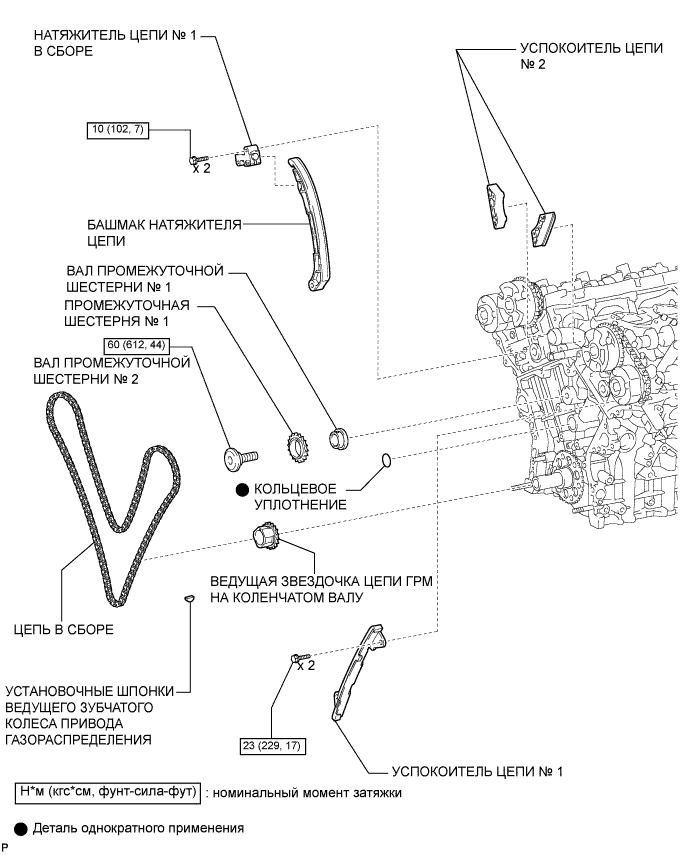 НАТЯЖИТЕЛЬ ЦЕПИ № 1
В СБОРЕ
УСПОКОИТЕЛЬ ЦЕПИ
№ 2
10 (102, 7)
x 2
БАШМАК НАТЯЖИТЕЛЯ
ЦЕПИ
ВАЛ ПРОМЕЖУТОЧНОЙ
ШЕСТЕРНИ № 1
ПРОМЕЖУТОЧНАЯ
ШЕСТЕРНЯ № 1
60 (612, 44)
ВАЛ ПРОМЕЖУТОЧНОЙ
ШЕСТЕРНИ № 2
КОЛЬЦЕВОЕ
УПЛОТНЕНИЕ
ВЕДУЩАЯ ЗВЕЗДОЧКА ЦЕПИ ГРМ
НА КОЛЕНЧАТОМ ВАЛУ
ЦЕПЬ В СБОРЕ
x 2
УСТАНОВОЧНЫЕ ШПОНКИ
ВЕДУЩЕГО ЗУБЧАТОГО
КОЛЕСА ПРИВОДА
ГАЗОРАСПРЕДЕЛЕНИЯ
23 (229, 17)
УСПОКОИТЕЛЬ ЦЕПИ № 1
Н*м (кгс*см, фунт-сила-фут) : номинальный момент затяжки
Деталь однократного применения
P